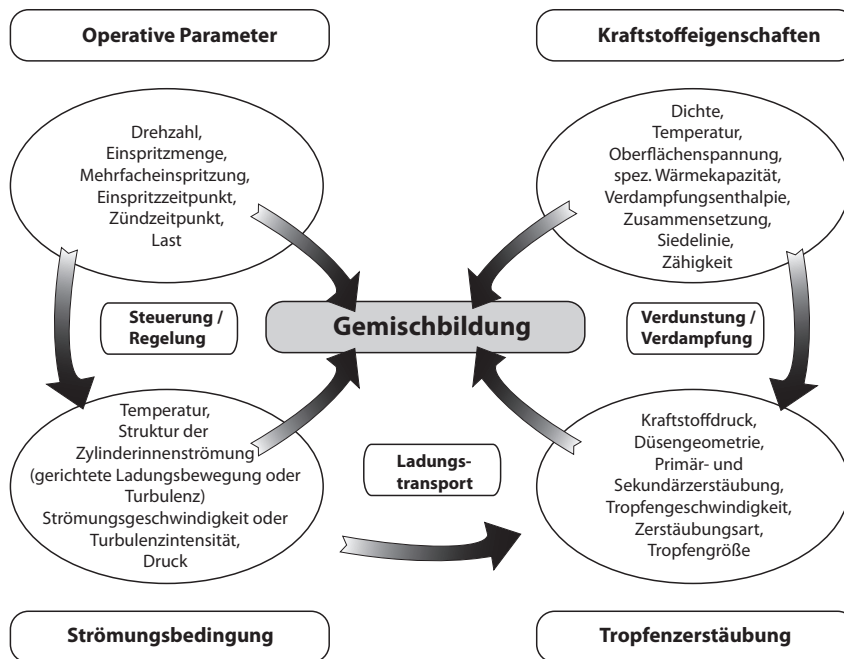 Operative Parameter
Kraftstoffeigenschaften
Drehzahl,
Einspritzmenge,
Mehrfacheinspritzung,
Einspritzzeitpunkt,
Zündzeitpunkt,
Last
Dichte,
Temperatur,
Oberflächenspannung,
spez. Wärmekapazität,
Verdampfungsenthalpie,
Zusammensetzung,
Siedelinie,
Zähigkeit
Steuerung /
Regelung
Gemischbildung
Verdunstung /
Verdampfung
Temperatur,
Struktur der
Zylinderinnenströmung
(gerichtete Ladungsbewegung oder
Turbulenz)
Strömungsgeschwindigkeit oder
Turbulenzintensität,
Druck
Ladungs-
transport
Kraftstoffdruck,
Düsengeometrie,
Primär- und
Sekundärzerstäubung,
Tropfengeschwindigkeit,
Zerstäubungsart,
Tropfengröße
Strömungsbedingung
Tropfenzerstäubung